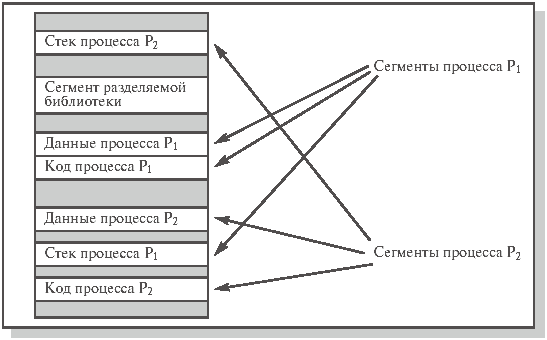 Стек процесса P2
Сегмент разделяемой
библиотеки
Данные процесса P1
Код процесса P1
Данные процесса P2
Стек процесса P1
Код процесса P2
Сегменты процесса P1
Сегменты процесса P2